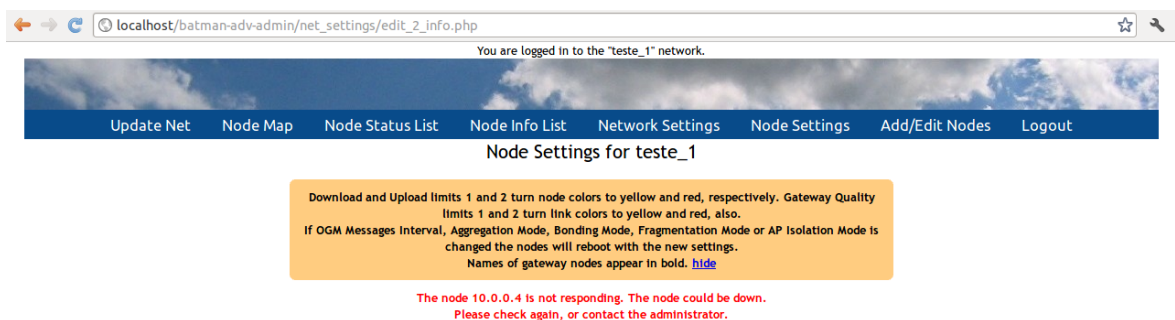 localhost/batman-adv-admin/net_settings/edit_2_info.php
You are logged in to the "teste_1" network.
Update Net Node Map Node Status List Node Info List Network Settings Node Settings Add/Edit Nodes Logout
Node Settings for teste_1
Download and Upload limits 1 and 2 turn node colors to yellow and red, respectively. Gateway Quality
limits 1 and 2 turn link colors to yellow and red, also.
If OGM Messages Interval, Aggregation Mode, Bonding Mode, Fragmentation Mode or AP Isolation Mode is
changed the nodes will reboot with the new settings.
Names of gateway nodes appear in bold. hide
The node 10.0.0.4 is not responding. The node could be down.
Please check again, or contact the administrator.